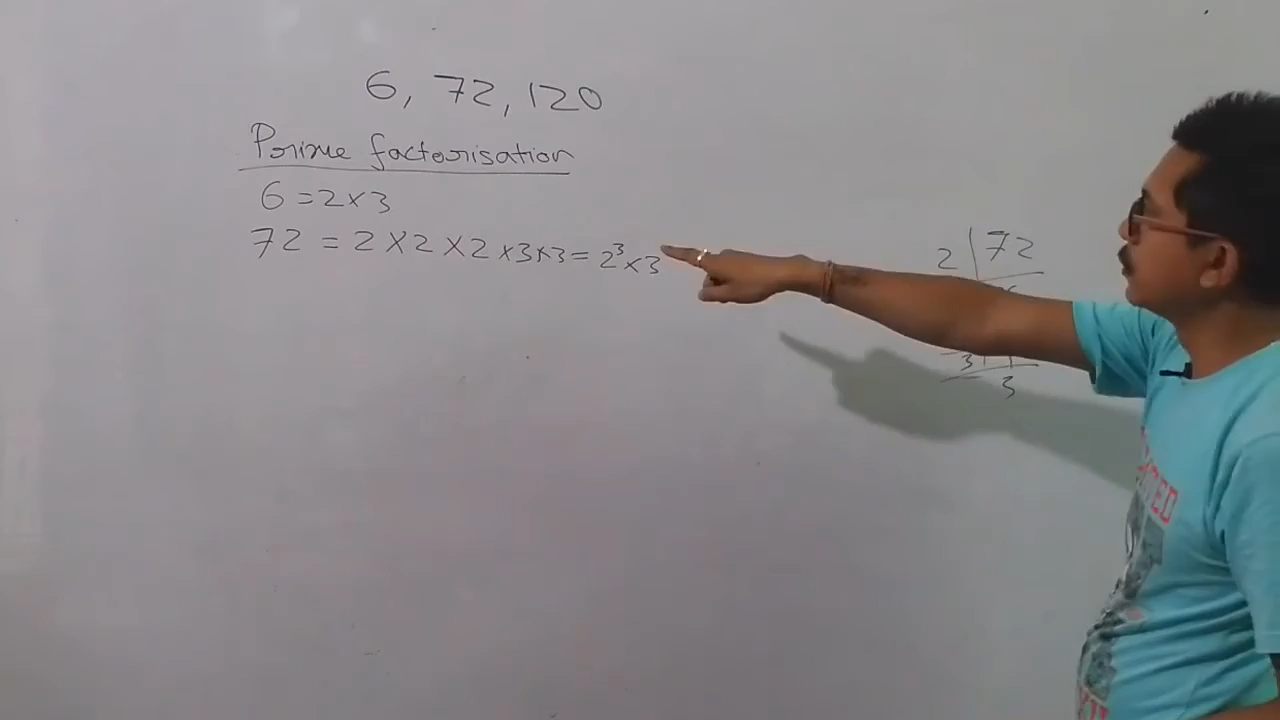 6, 72, 120
Prime factorisation
6 = 2 × 3
72 = 2 × 2 × 2 × 3 × 3 = 2³ × 3
2 | 72
3
3